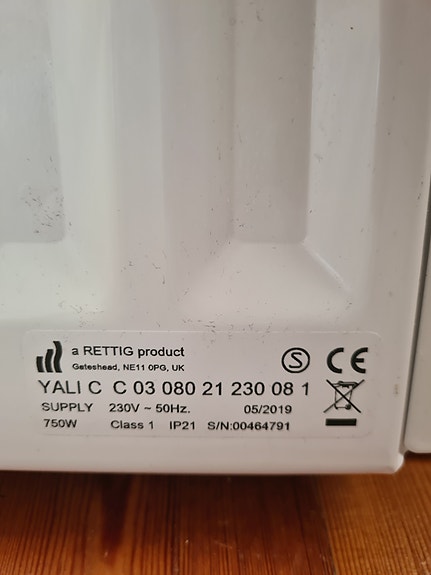 a RETTIG product
Gateshead, NE11 0PG, UK
S CE
YALI C C 03 080 21 230 08 1
SUPPLY 230V ~ 50Hz. 05/2019
750W Class 1 IP21 S/N:00464791